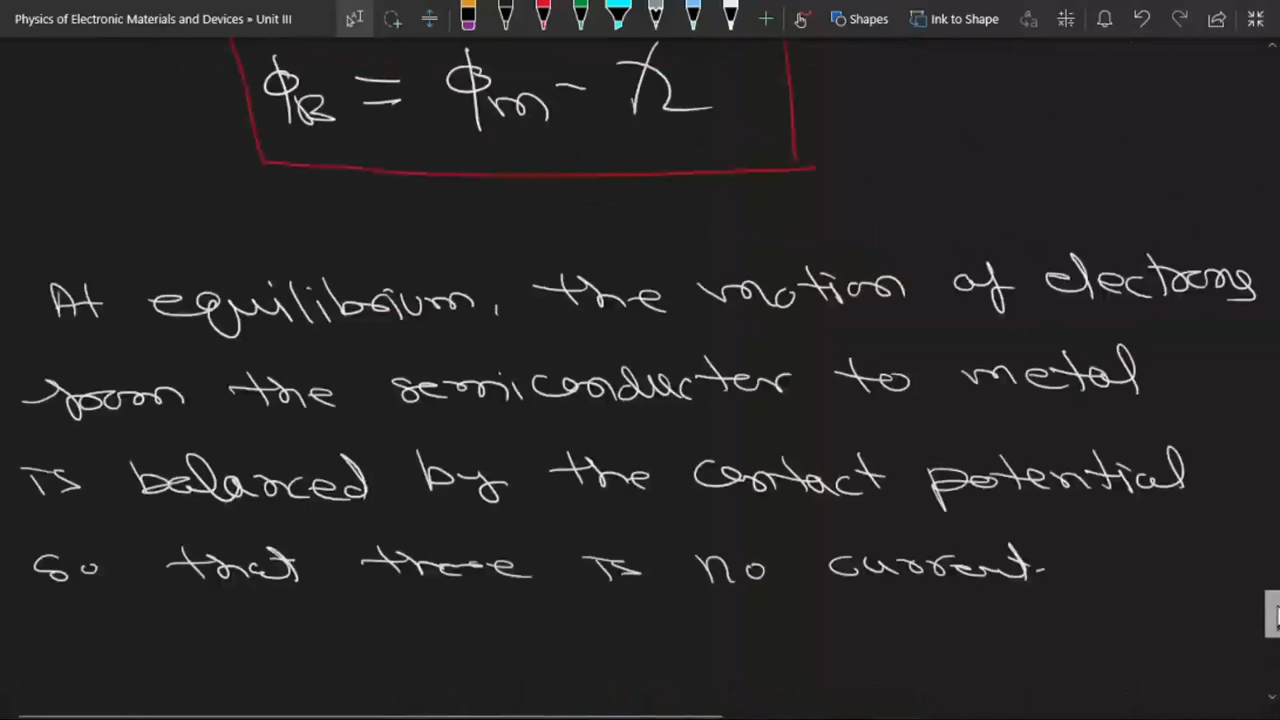 Physics of Electronic Materials and Devices » Unit III
Shapes
Ink to Shape
ϕB = ϕm - χ
At equilibrium, the motion of electrons
from the semiconductor to metal
is balanced by the contact potential
so that there is no current.